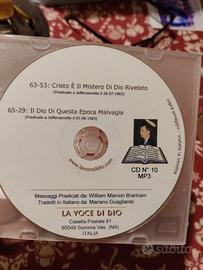 63-53: Cristo È Il Mistero Di Dio Rivelato
(Predicato a Jeffersonville il 28.07.1963)
65-29: Il Dio Di Questa Epoca Malvagia
(Predicato a Jeffersonville il 01.08.1965)
www.lavocedidio.com
CD N° 10
MP3
Messaggi Predicati da: William Marrion Branham
Tradotti in Italiano da: Mariano Guagliardo
LA VOCE DI DIO
Casella Postale 81
80049 Somma Ves. (NA)
ITALIA
Subito